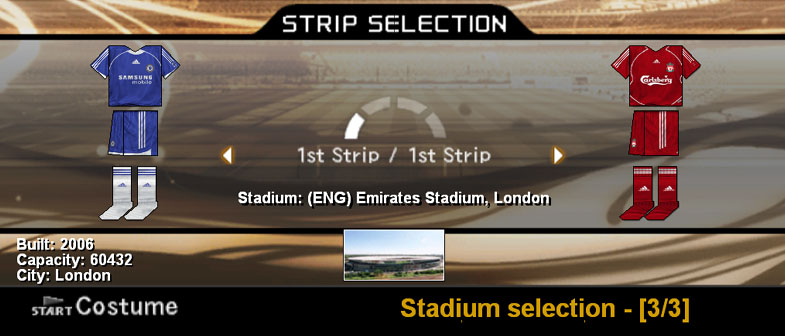 STRIP SELECTION
SAMSUNG
mobile
Carlsberg
1st Strip / 1st Strip
Stadium: (ENG) Emirates Stadium, London
Built: 2006
Capacity: 60432
City: London
START Costume
Stadium selection - [3/3]